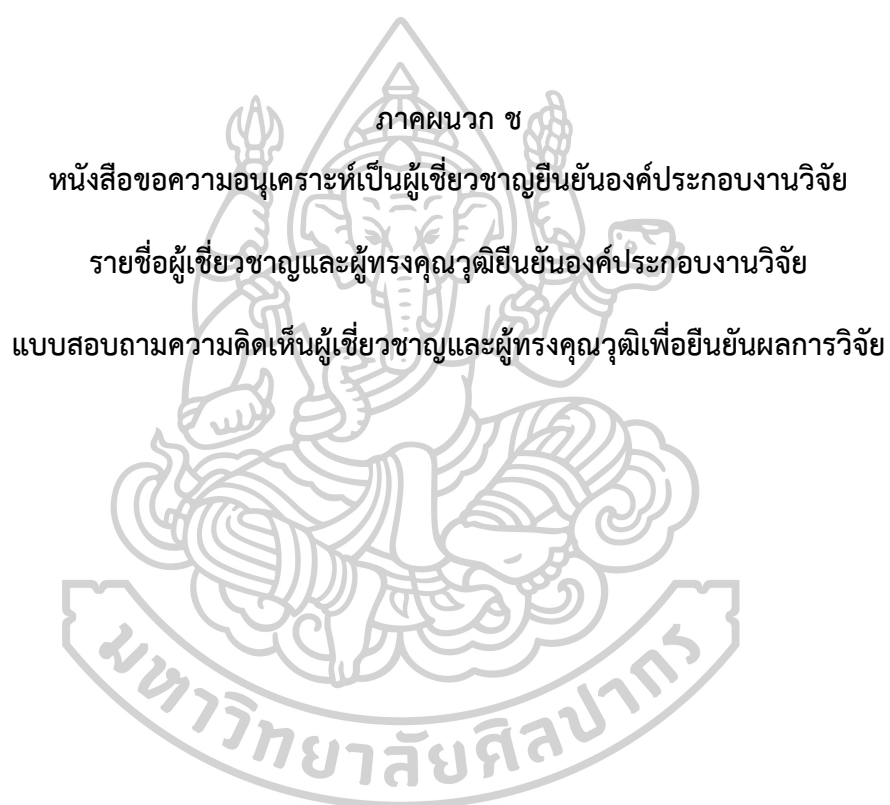 ภาคผนวก ช
หนังสือขอความอนุเคราะห์เป็นผู้เชี่ยวชาญยืนยันองค์ประกอบงานวิจัย
รายชื่อผู้เชี่ยวชาญและผู้ทรงคุณวุฒิยืนยันองค์ประกอบงานวิจัย
แบบสอบถามความคิดเห็นผู้เชี่ยวชาญและผู้ทรงคุณวุฒิเพื่อยืนยันผลการวิจัย
มหาวิทยาลัยศิลปากร